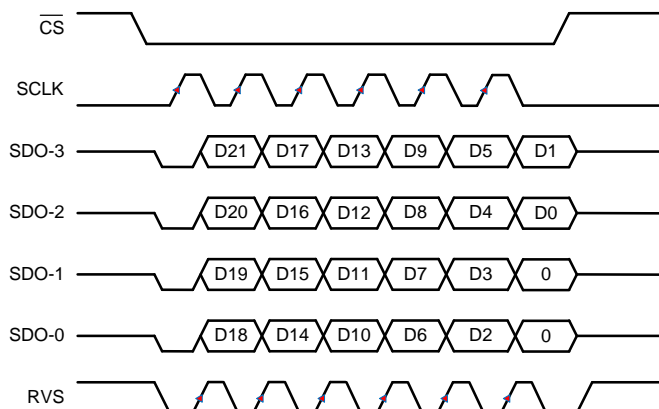 CS
SCLK
SDO-3 D21 D17 D13 D9 D5 D1
SDO-2 D20 D16 D12 D8 D4 D0
SDO-1 D19 D15 D11 D7 D3 0
SDO-0 D18 D14 D10 D6 D2 0
RVS